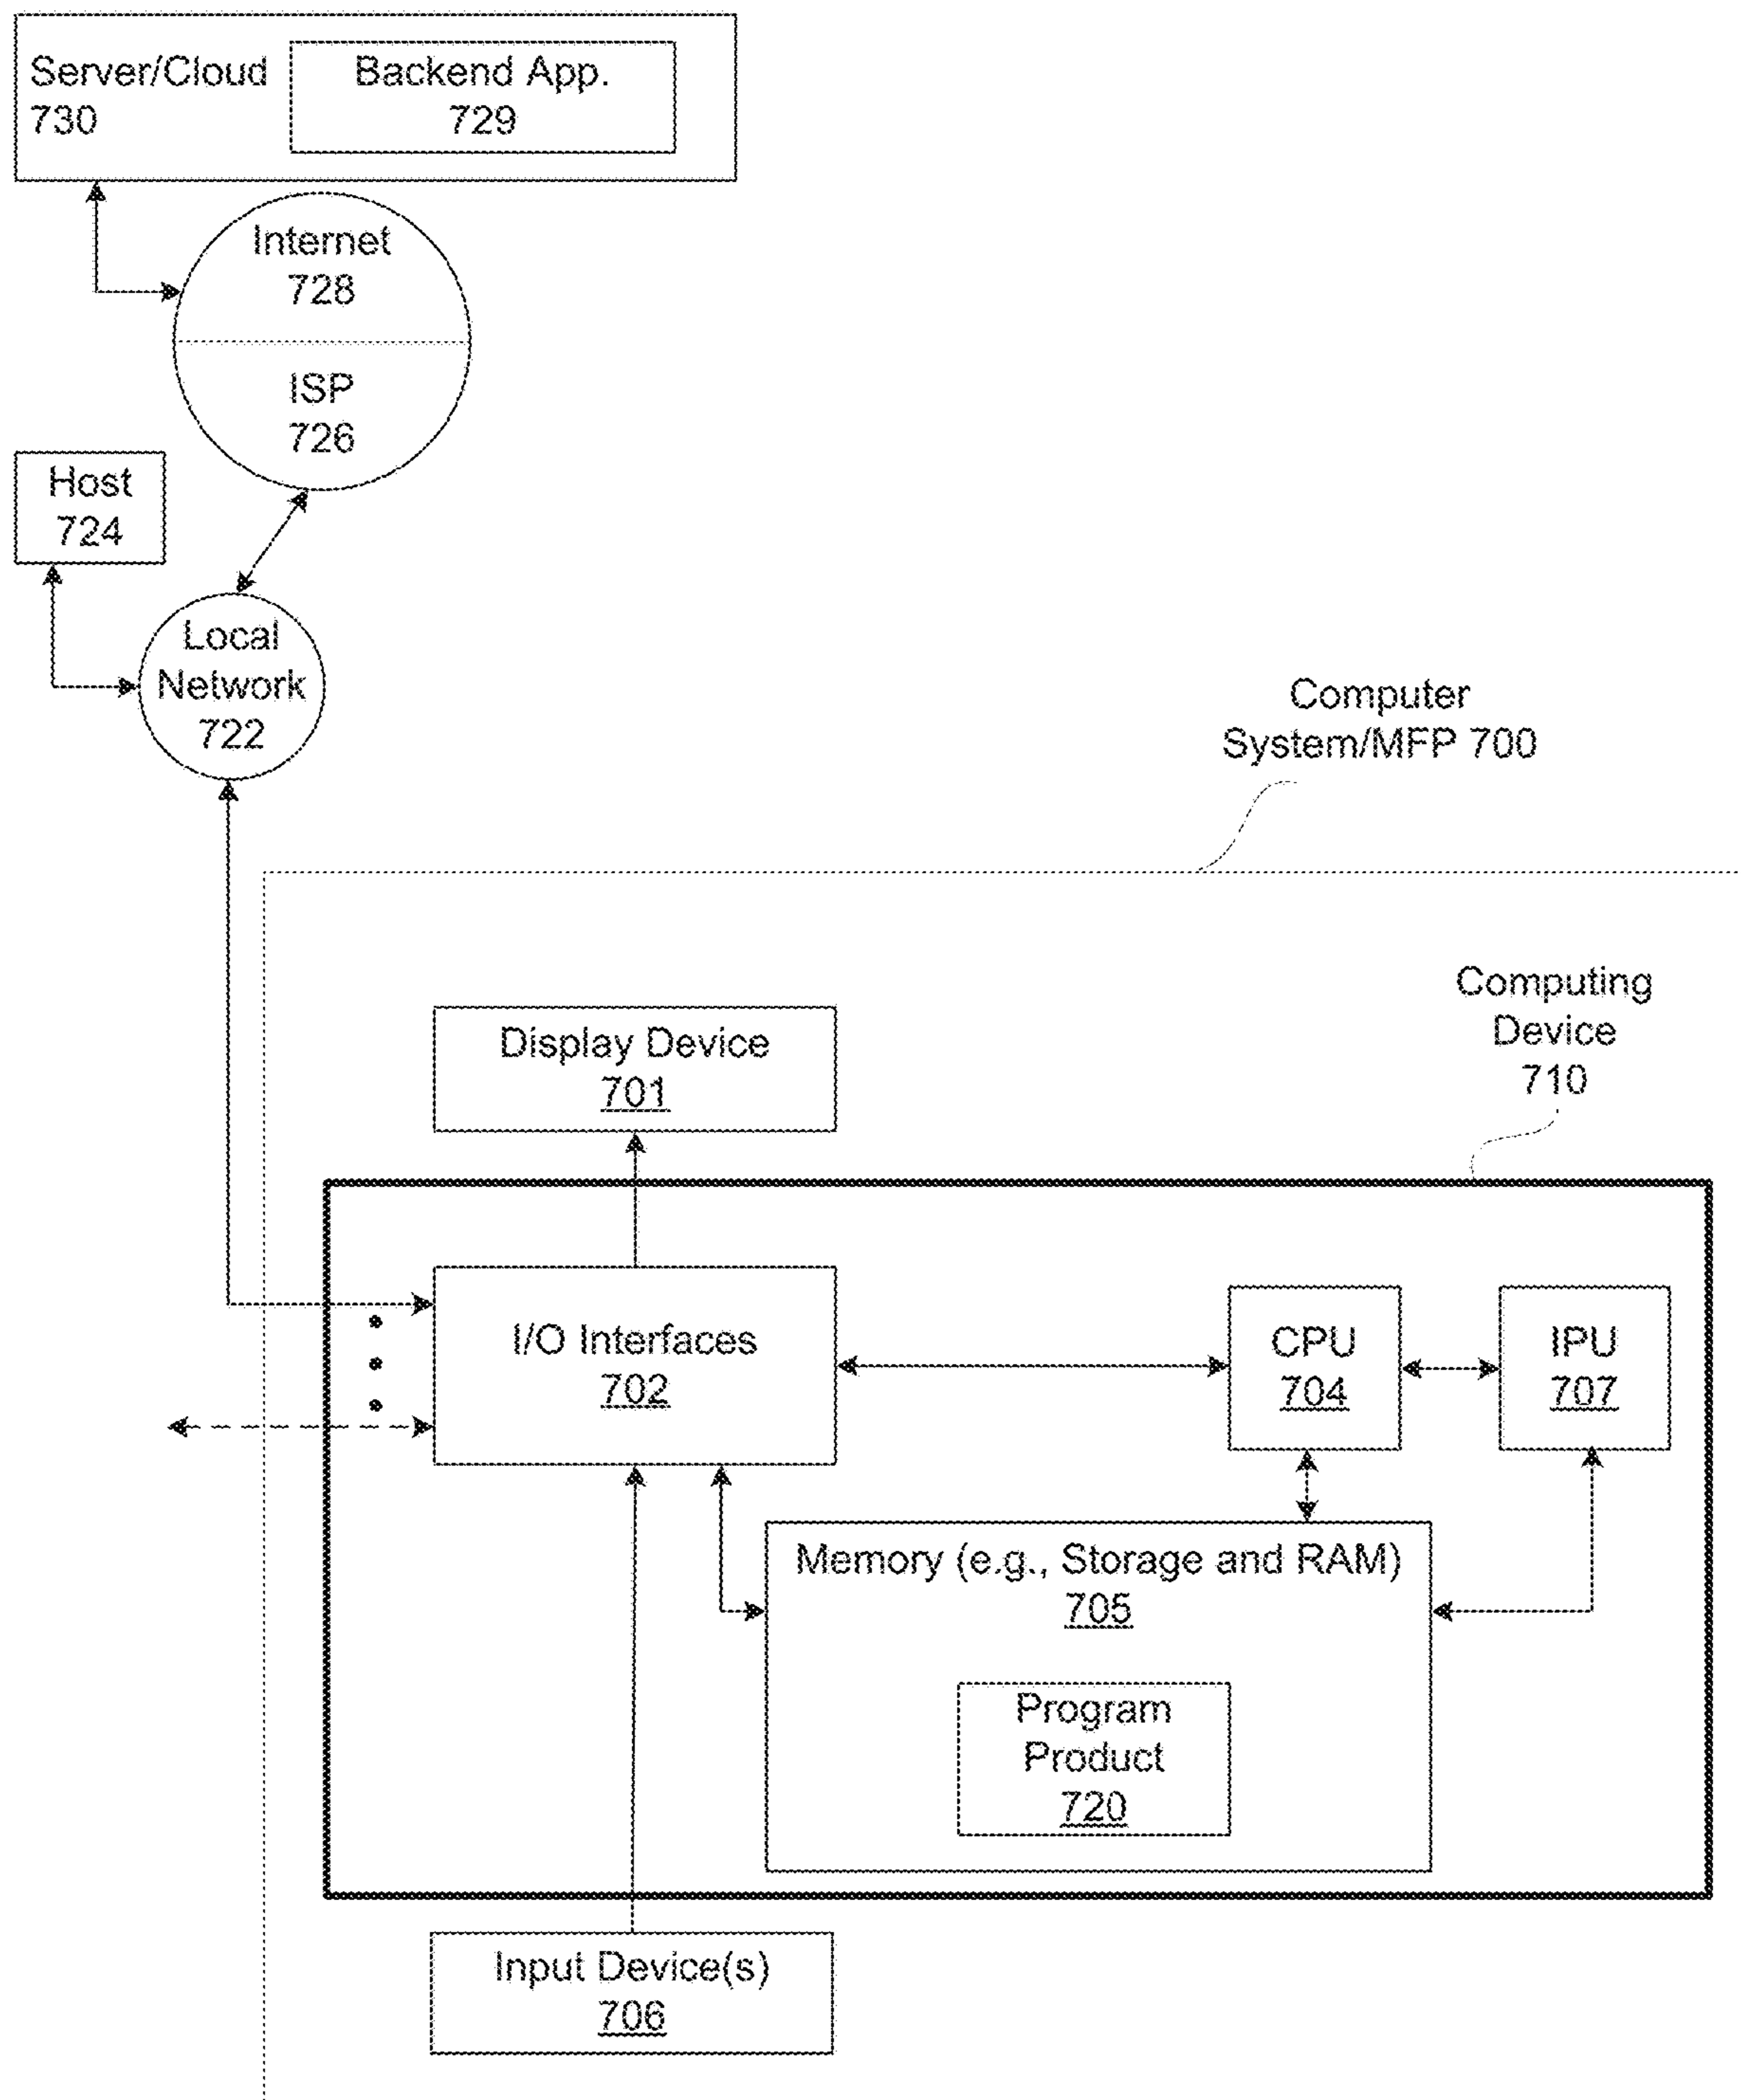 Server/Cloud
730
Backend App.
729
Internet
728
ISP
726
Host
724
Local
Network
722
Computer
System/MFP 700
Computing
Device
710
Display Device
701
I/O Interfaces
702
CPU
704
IPU
707
Memory (e.g., Storage and RAM)
705
Program
Product
720
Input Device(s)
706